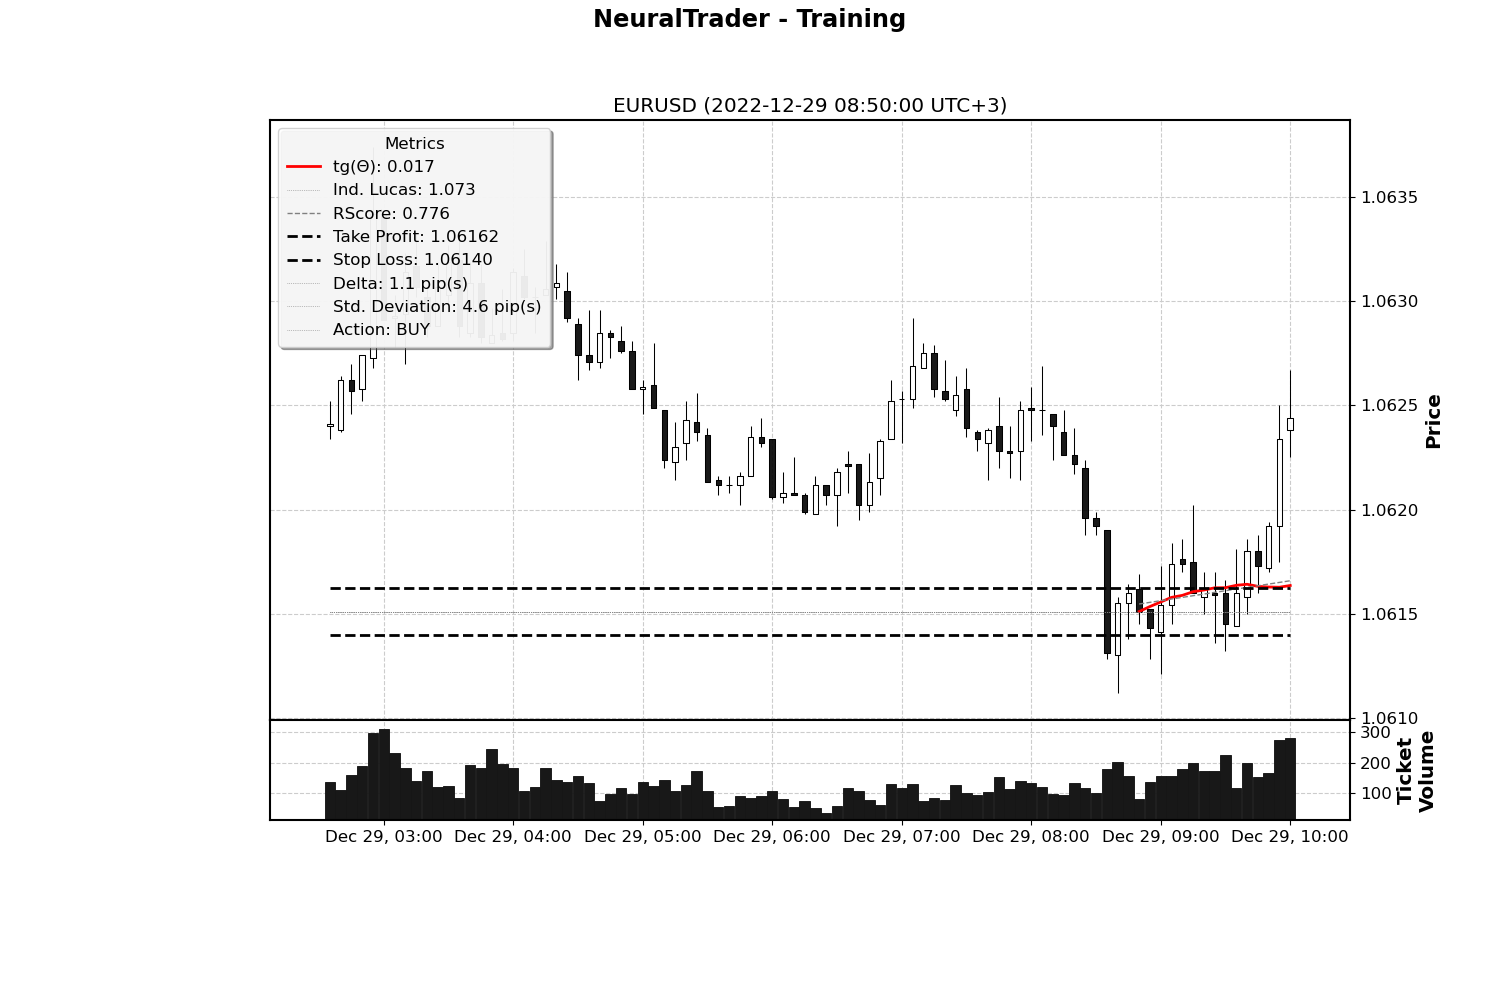 NeuralTrader - Training
EURUSD (2022-12-29 08:50:00 UTC+3)
Metrics
tg(Θ): 0.017
Ind. Lucas: 1.073
RScore: 0.776
Take Profit: 1.06162
Stop Loss: 1.06140
Delta: 1.1 pip(s)
Std. Deviation: 4.6 pip(s)
Action: BUY
1.0635
1.0630
1.0625
1.0620
1.0615
1.0610
Price
300
200
100
Ticket
Volume
Dec 29, 03:00 Dec 29, 04:00 Dec 29, 05:00 Dec 29, 06:00 Dec 29, 07:00 Dec 29, 08:00 Dec 29, 09:00 Dec 29, 10:00